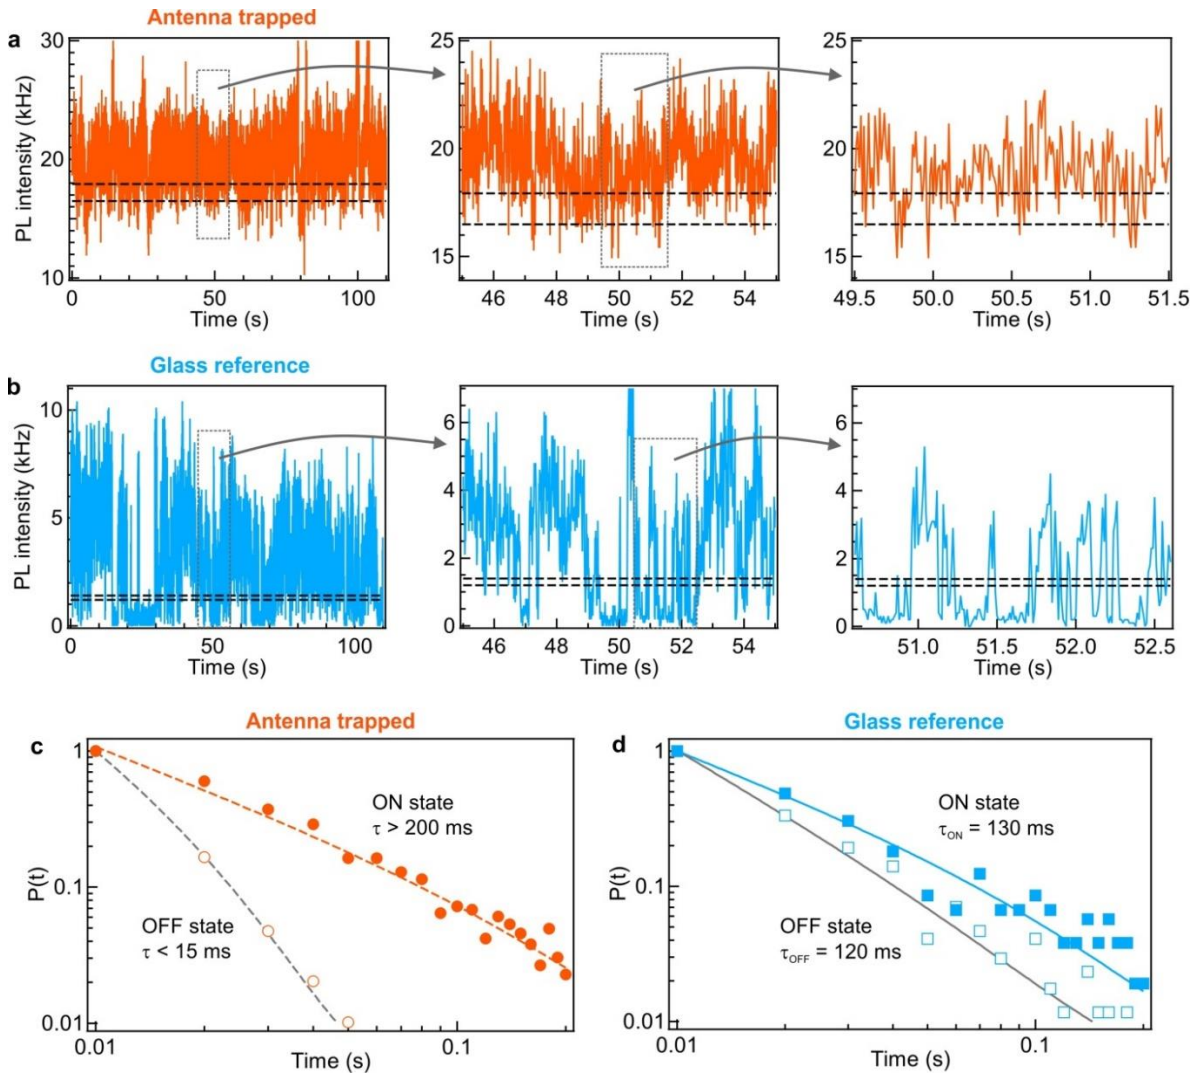 Antenna trapped
a
30
20
10
PL intensity (kHz)
0 50 100
Time (s)
25
20
15
46 48 50 52 54
Time (s)
25
20
15
49.5 50.0 50.5 51.0 51.5
Time (s)
Glass reference
b
10
5
0
PL intensity (kHz)
0 50 100
Time (s)
6
4
2
0
46 48 50 52 54
Time (s)
6
4
2
0
51.0 51.5 52.0 52.5
Time (s)
Antenna trapped
c
1
0.1
0.01
P(t)
ON state
τ > 200 ms
OFF state
τ < 15 ms
0.01 0.1
Time (s)
Glass reference
d
1
0.1
0.01
P(t)
ON state
τON = 130 ms
OFF state
τOFF = 120 ms
0.01 0.1
Time (s)